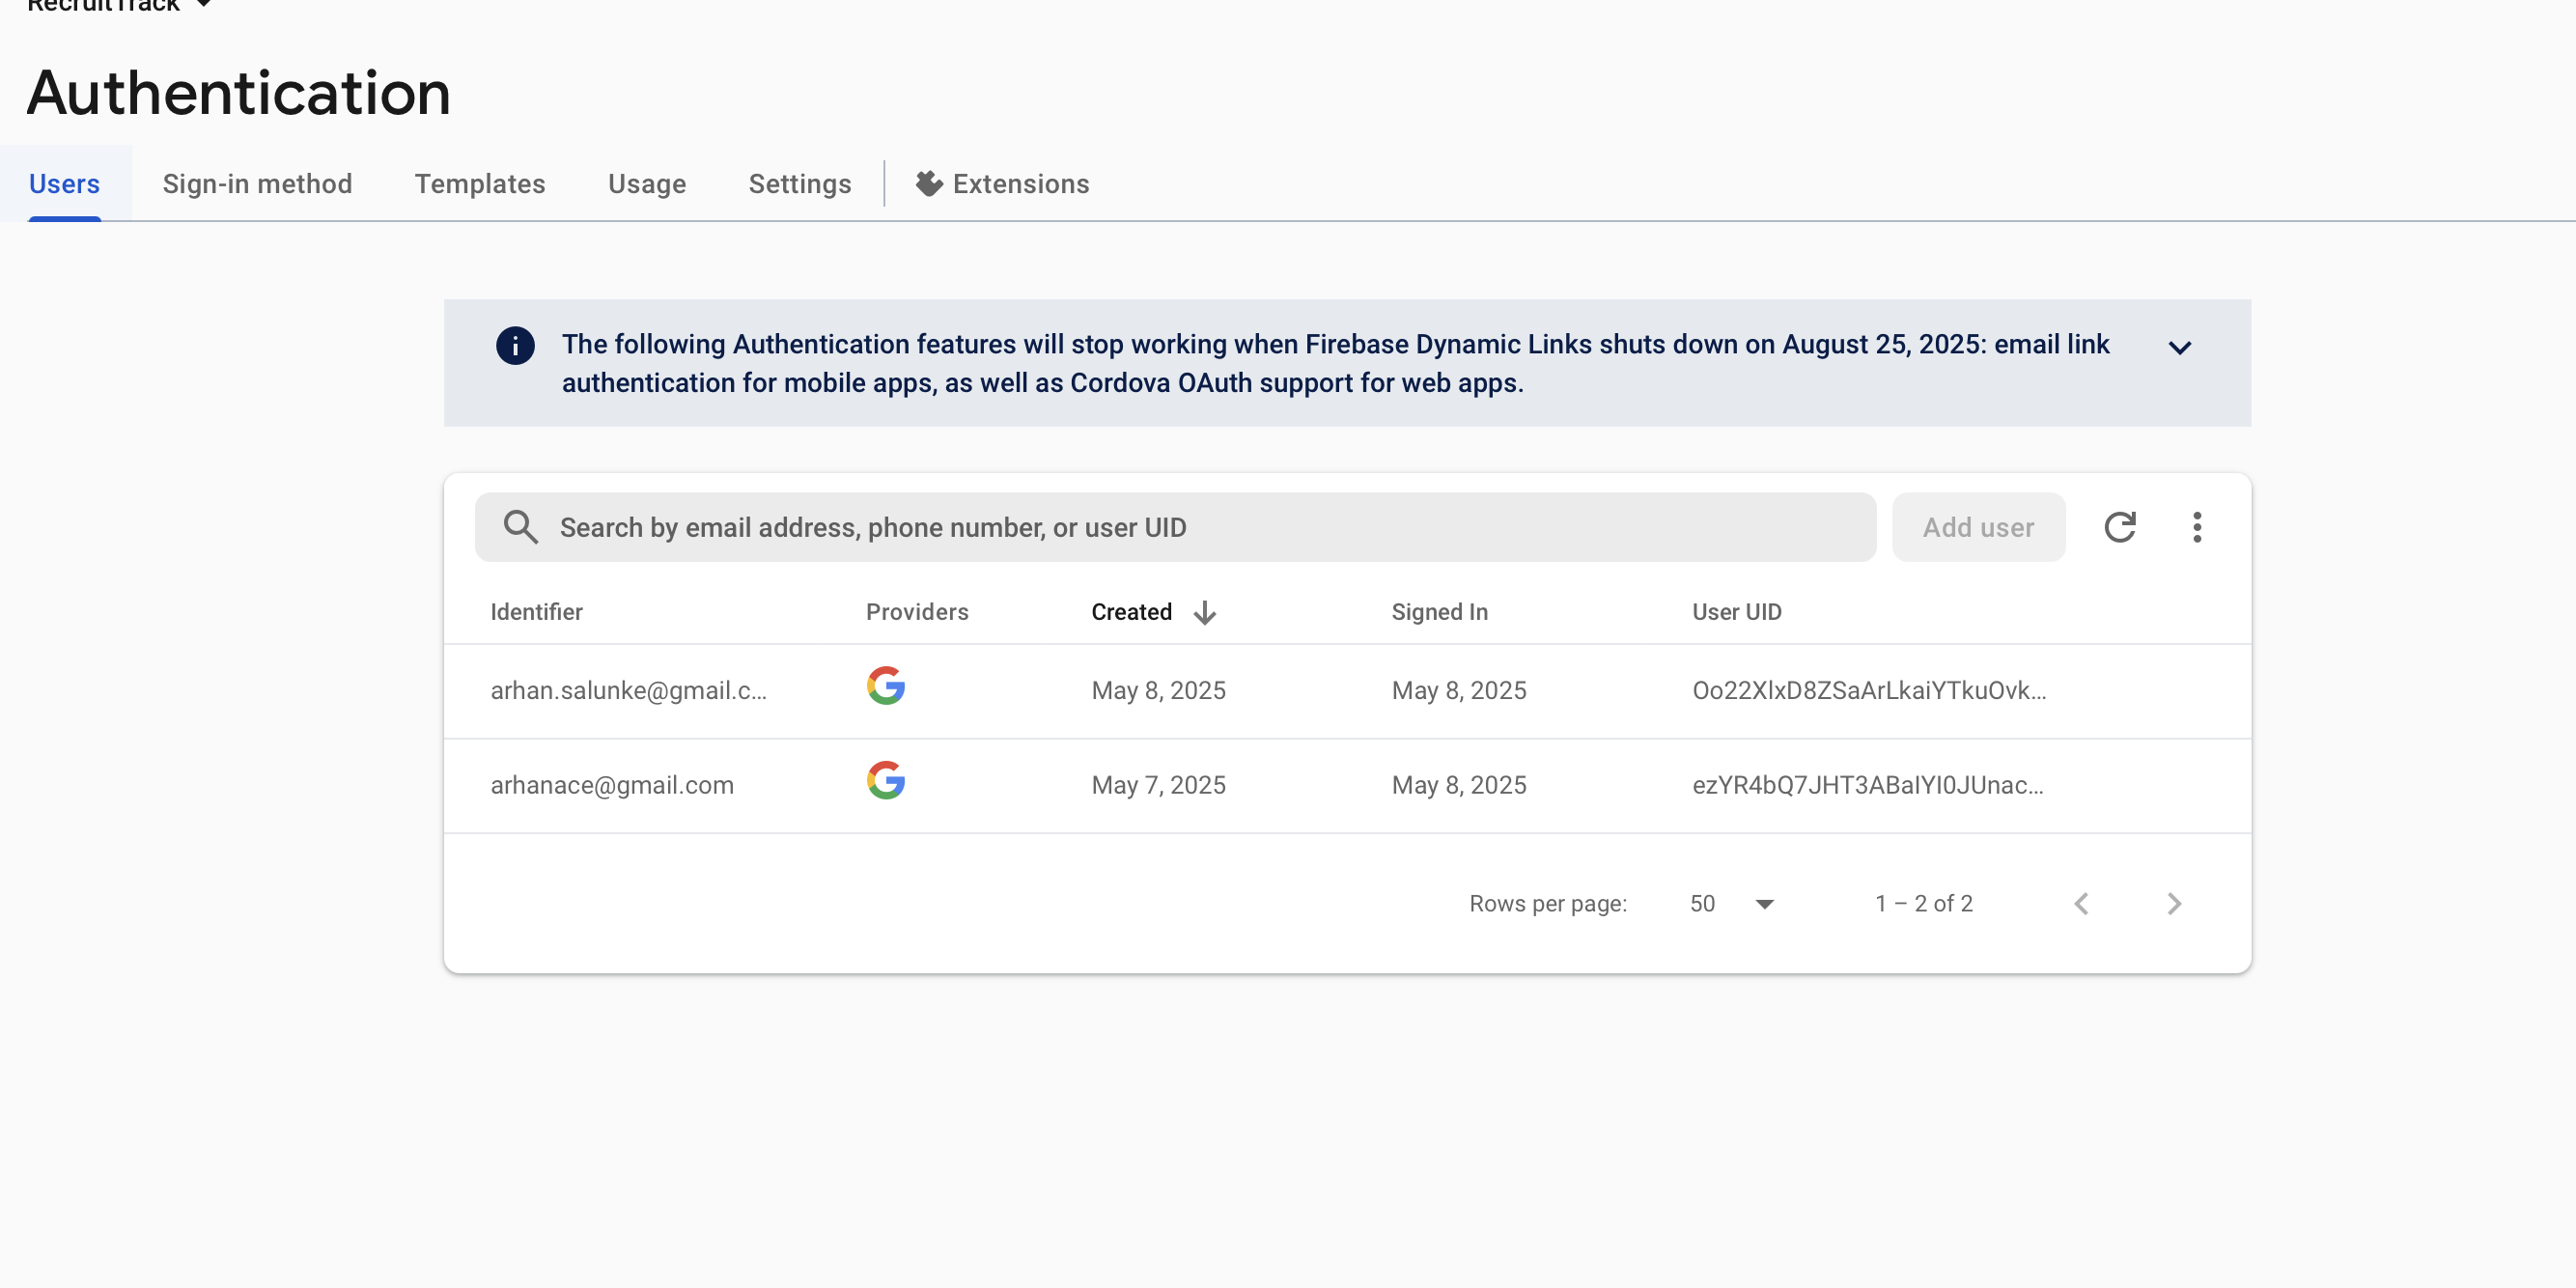 RecruitTrack
Authentication
Users Sign-in method Templates Usage Settings Extensions
The following Authentication features will stop working when Firebase Dynamic Links shuts down on August 25, 2025: email link
authentication for mobile apps, as well as Cordova OAuth support for web apps.
Search by email address, phone number, or user UID Add user
Identifier Providers Created Signed In User UID
arhan.salunke@gmail.c... May 8, 2025 May 8, 2025 Oo22XlxD8ZSaArLkaiYTkuOvk...
arhanace@gmail.com May 7, 2025 May 8, 2025 ezYR4bQ7JHT3ABalYI0JUnac...
Rows per page: 50 1 – 2 of 2